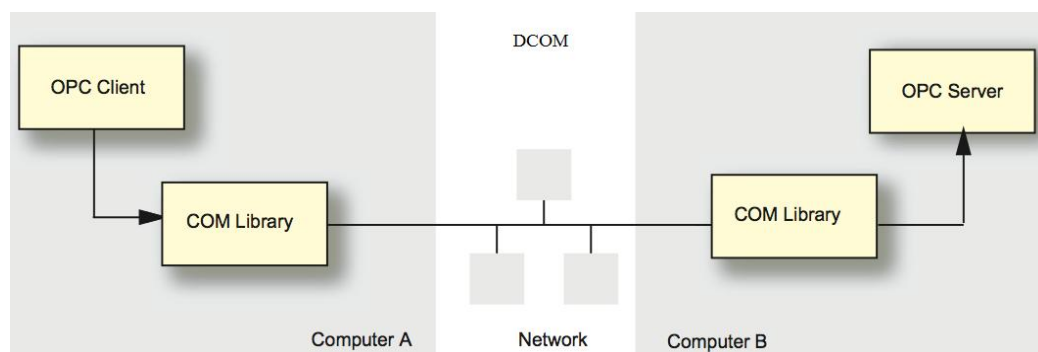 DCOM
OPC Client
OPC Server
COM Library
COM Library
Computer A
Network
Computer B